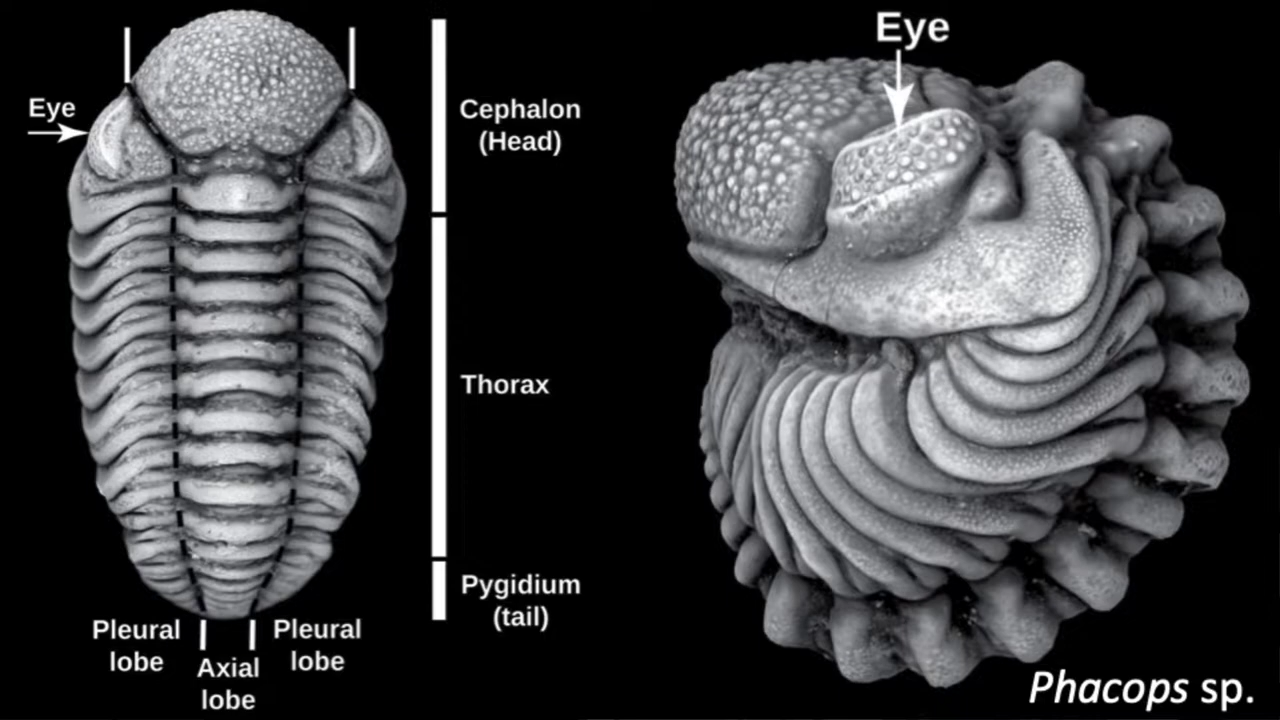 Eye
Cephalon
(Head)
Thorax
Pygidium
(tail)
Pleural
lobe
Axial
lobe
Pleural
lobe
Eye
Phacops sp.